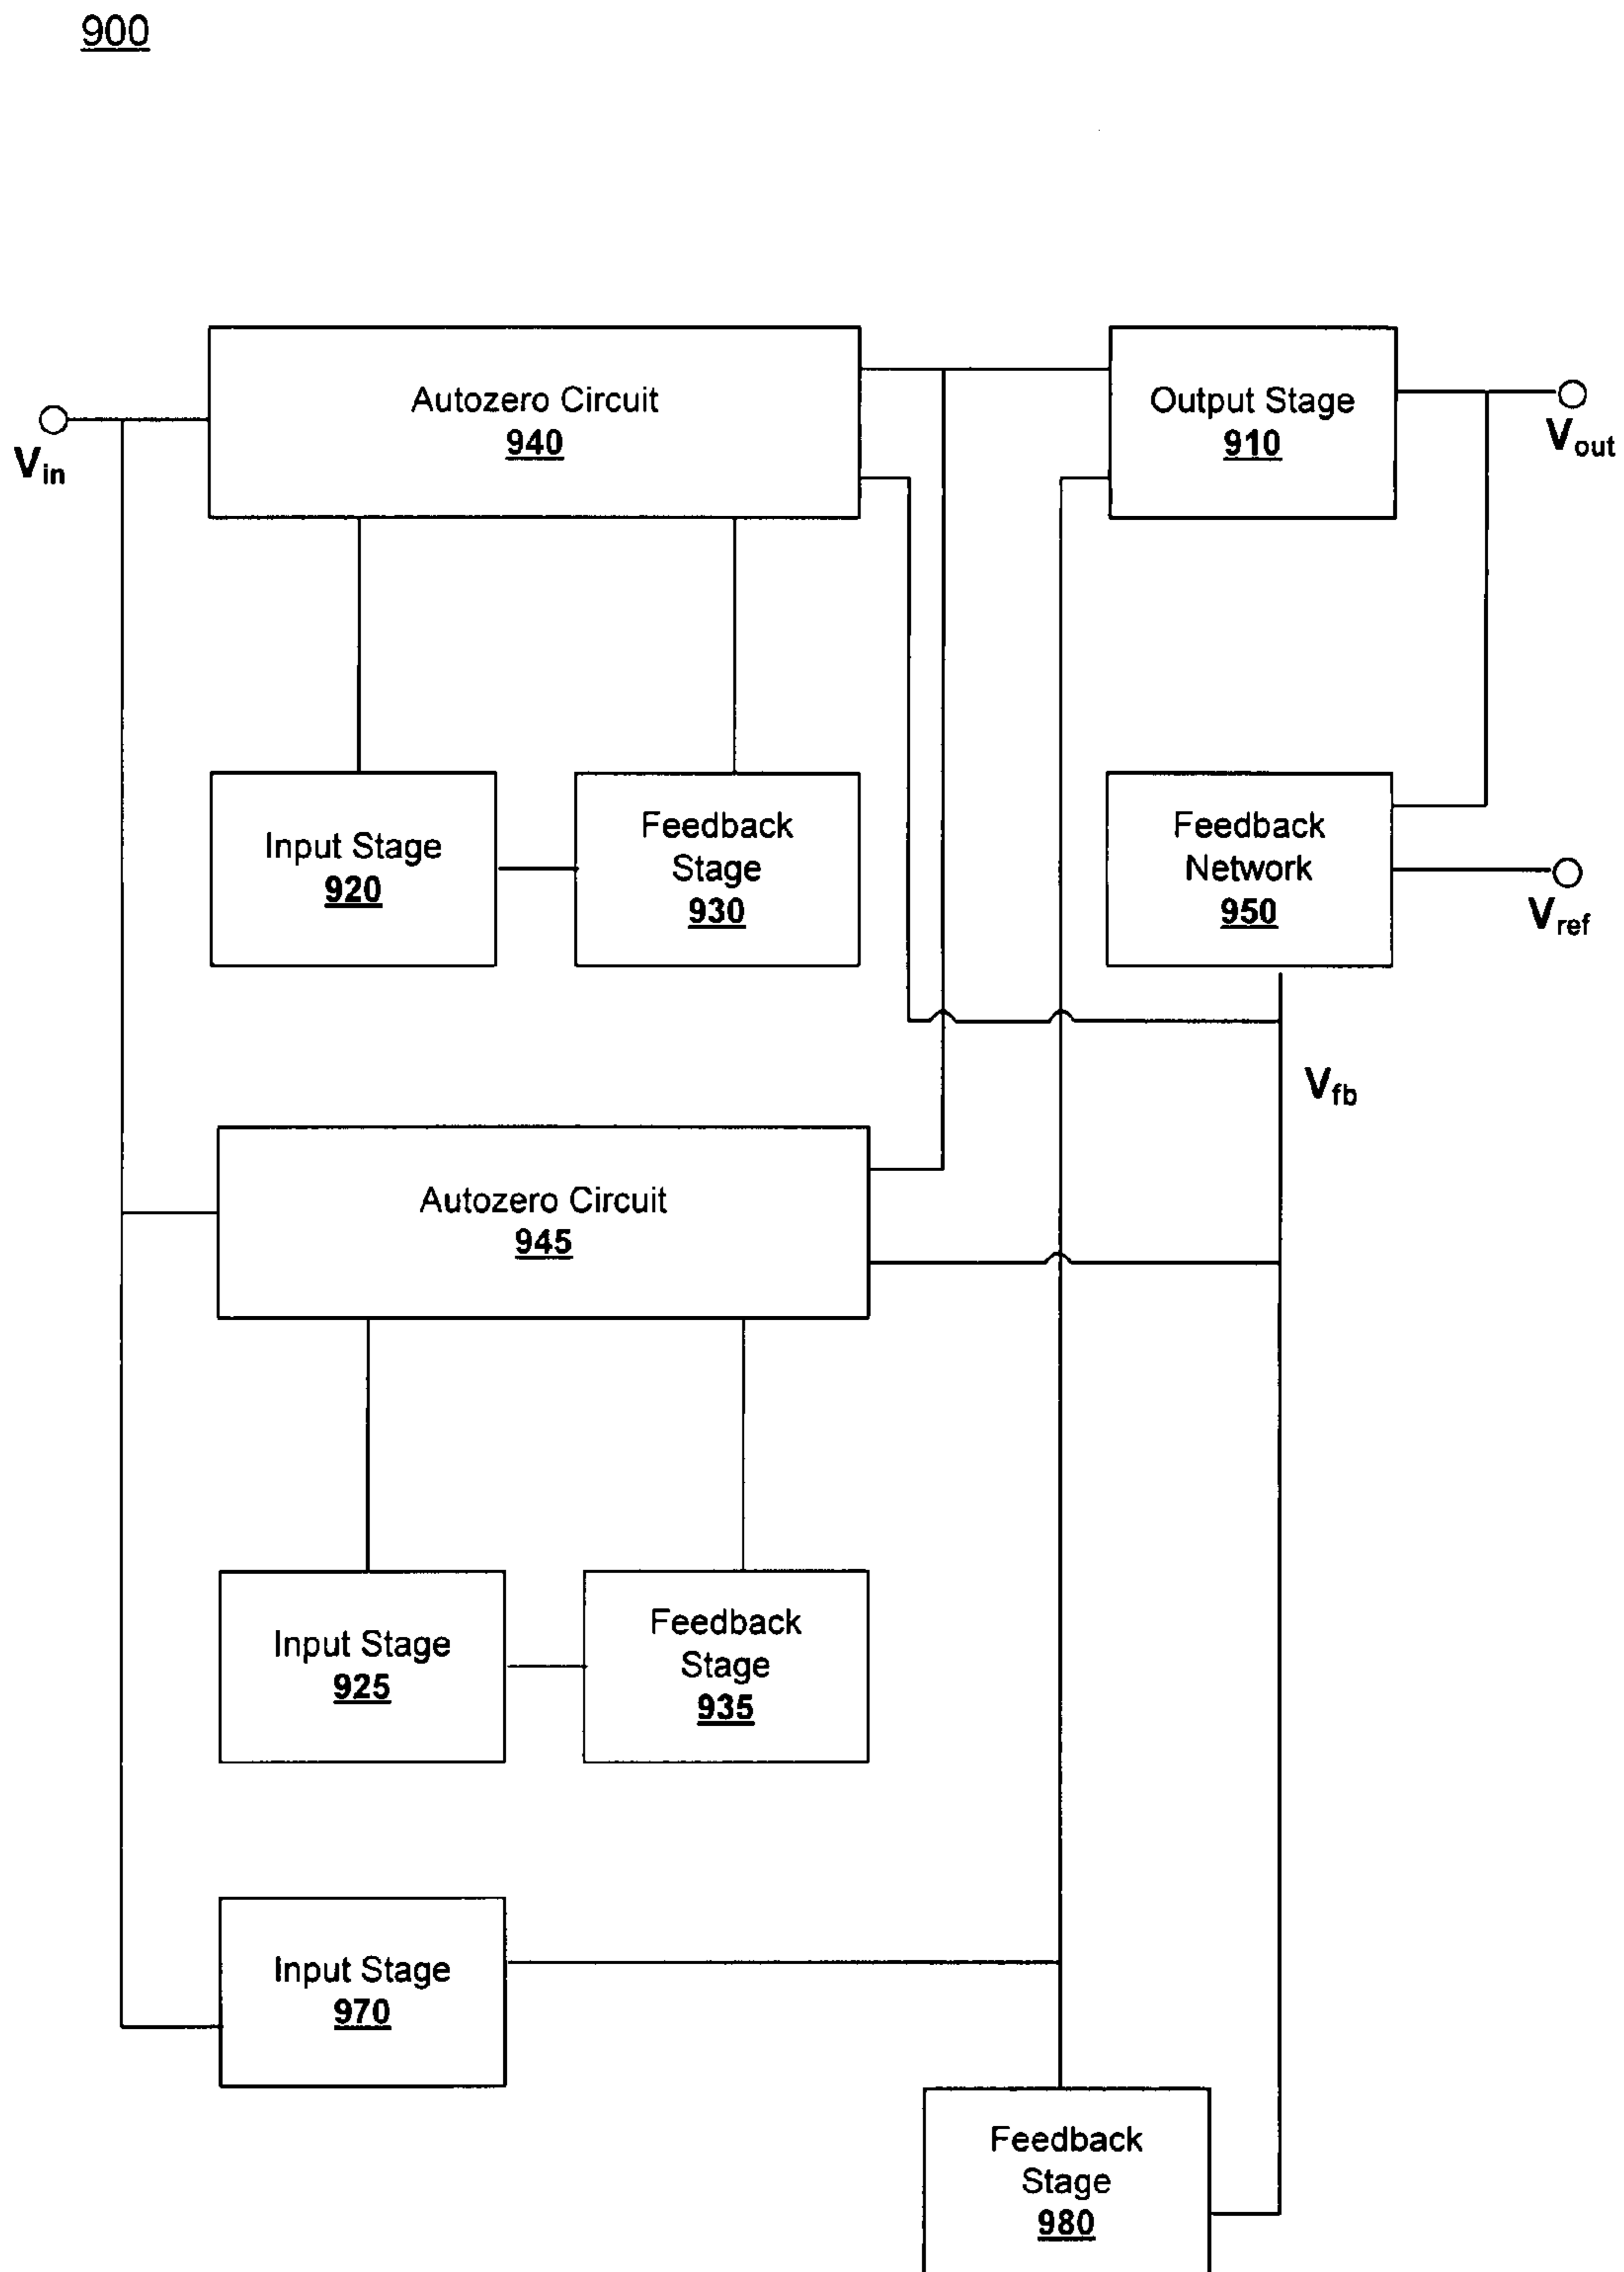 900
Autozero Circuit
940
Output Stage
910
Vin
Vout
Input Stage
920
Feedback
Stage
930
Feedback
Network
950
Vref
Vfb
Autozero Circuit
945
Input Stage
925
Feedback
Stage
935
Input Stage
970
Feedback
Stage
980